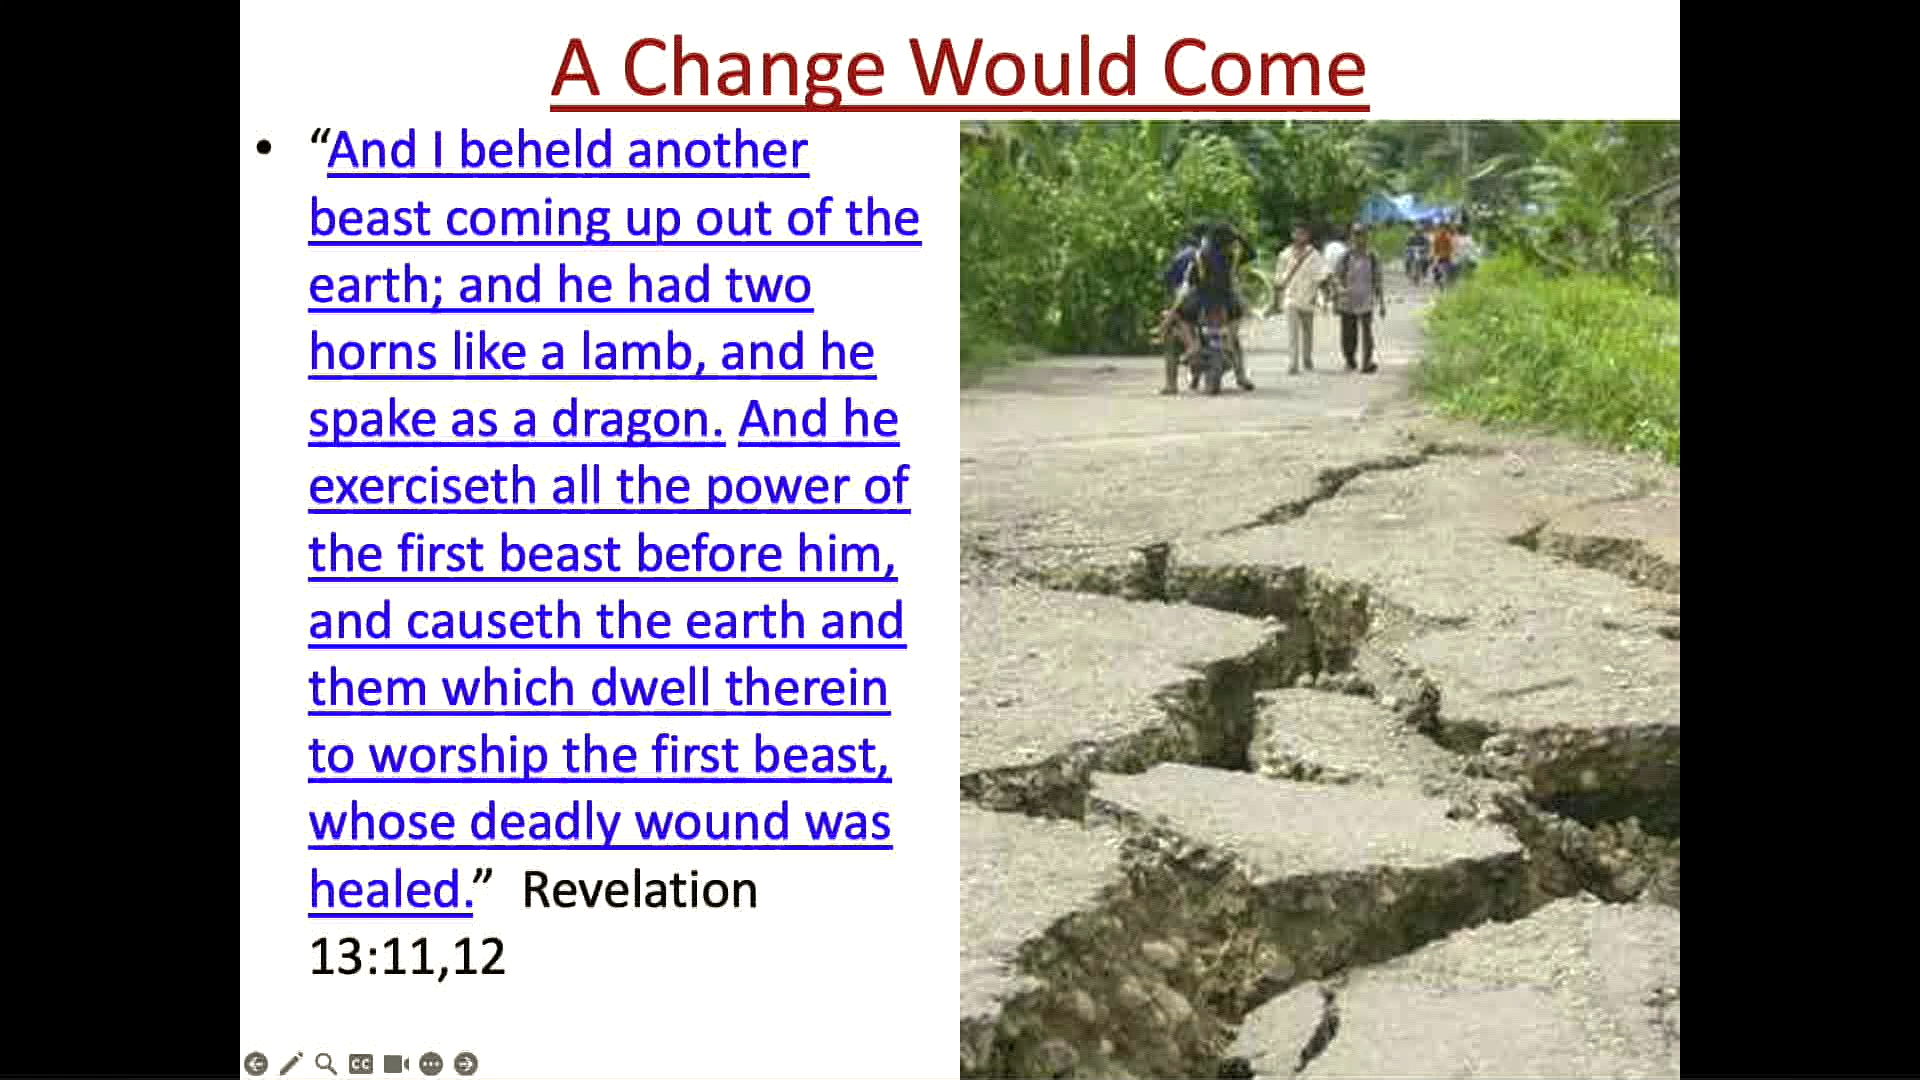 A Change Would Come
• “And I beheld another
beast coming up out of the
earth; and he had two
horns like a lamb, and he
spake as a dragon. And he
exerciseth all the power of
the first beast before him,
and causeth the earth and
them which dwell therein
to worship the first beast,
whose deadly wound was
healed.” Revelation
13:11,12
CC